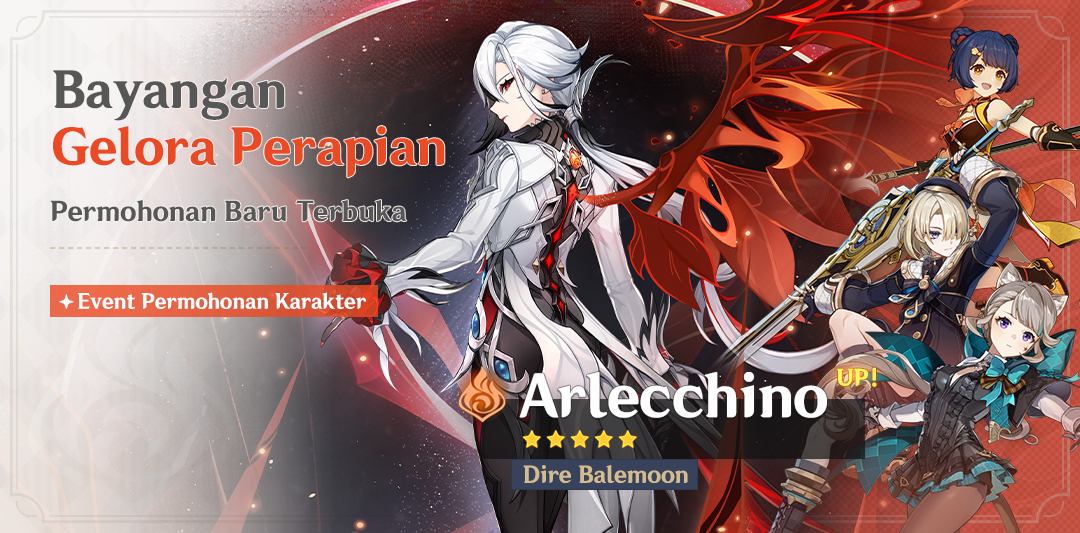 Bayangan
Gelora Perapian
Permohonan Baru Terbuka
Event Permohonan Karakter
Arlecchino UP!
Dire Balemoon